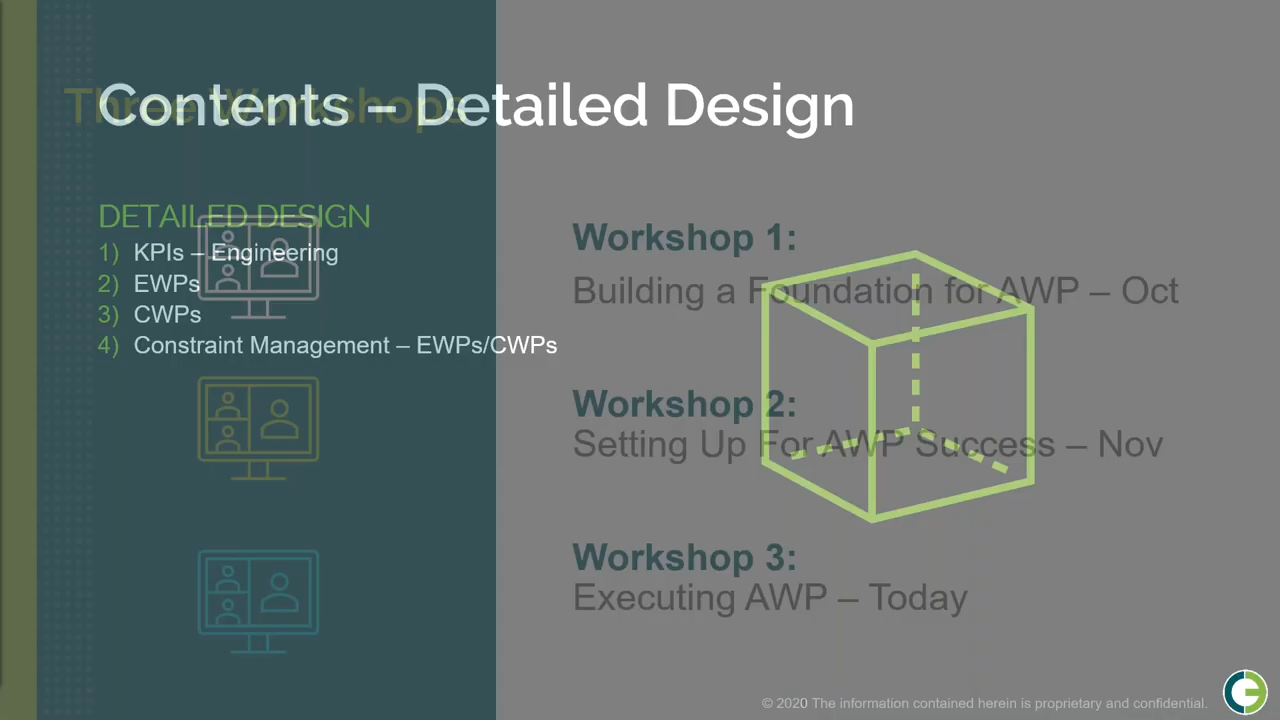 Three Workshops
Contents – Detailed Design
DETAILED DESIGN
1) KPIs – Engineering
2) EWPs
3) CWPs
4) Constraint Management – EWPs/CWPs
Workshop 1:
Building a Foundation for AWP – Oct
Workshop 2:
Setting Up For AWP Success – Nov
Workshop 3:
Executing AWP – Today
© 2020 The information contained herein is proprietary and confidential.